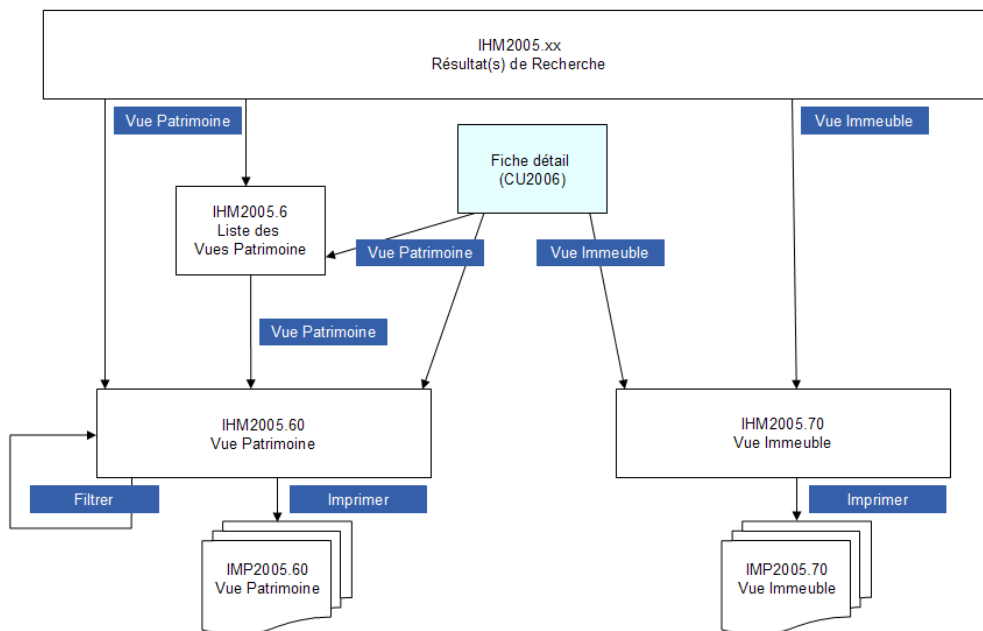 IHM2005.xx
Résultat(s) de Recherche
Vue Patrimoine
Vue Immeuble
Fiche détail
(CU2006)
IHM2005.6
Liste des
Vues Patrimoine
Vue Patrimoine
Vue Immeuble
Vue Patrimoine
IHM2005.60
Vue Patrimoine
IHM2005.70
Vue Immeuble
Filtrer
Imprimer
Imprimer
IMP2005.60
Vue Patrimoine
IMP2005.70
Vue Immeuble